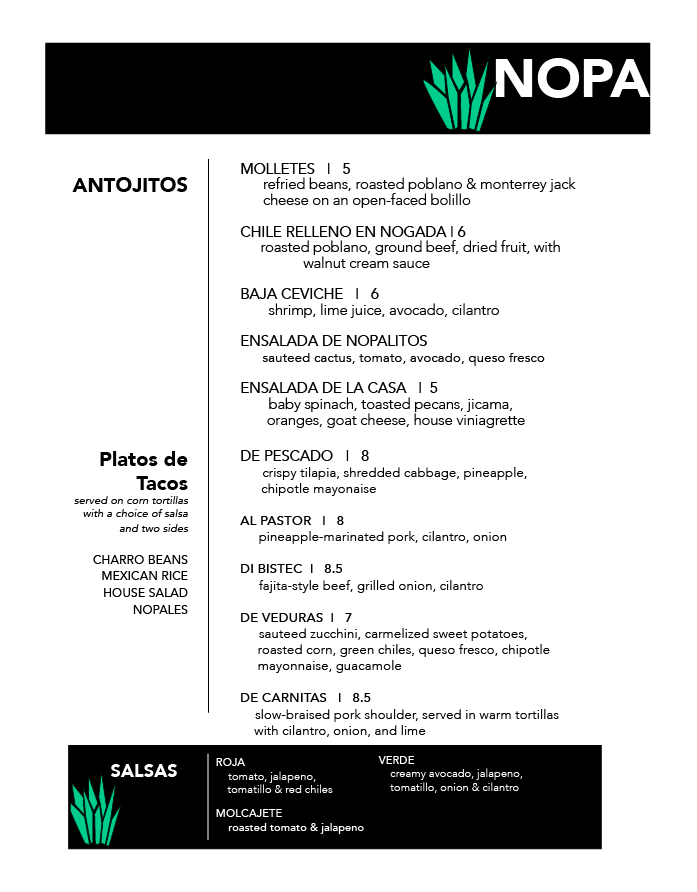 NOPA
ANTOJITOS
MOLLETES | 5
refried beans, roasted poblano & monterrey jack
cheese on an open-faced bolillo
CHILE RELLENO EN NOGADA | 6
roasted poblano, ground beef, dried fruit, with
walnut cream sauce
BAJA CEVICHE | 6
shrimp, lime juice, avocado, cilantro
ENSALADA DE NOPALITOS
sauteed cactus, tomato, avocado, queso fresco
ENSALADA DE LA CASA | 5
baby spinach, toasted pecans, jicama,
oranges, goat cheese, house viniagrette
Platos de
Tacos
served on corn tortillas
with a choice of salsa
and two sides
CHARRO BEANS
MEXICAN RICE
HOUSE SALAD
NOPALES
DE PESCADO | 8
crispy tilapia, shredded cabbage, pineapple,
chipotle mayonaise
AL PASTOR | 8
pineapple-marinated pork, cilantro, onion
DI BISTEC | 8.5
fajita-style beef, grilled onion, cilantro
DE VEDURAS | 7
sauteed zucchini, carmelized sweet potatoes,
roasted corn, green chiles, queso fresco, chipotle
mayonnaise, guacamole
DE CARNITAS | 8.5
slow-braised pork shoulder, served in warm tortillas
with cilantro, onion, and lime
SALSAS
ROJA
tomato, jalapeno,
tomatillo & red chiles
MOLCAJETE
roasted tomato & jalapeno
VERDE
creamy avocado, jalapeno,
tomatillo, onion & cilantro